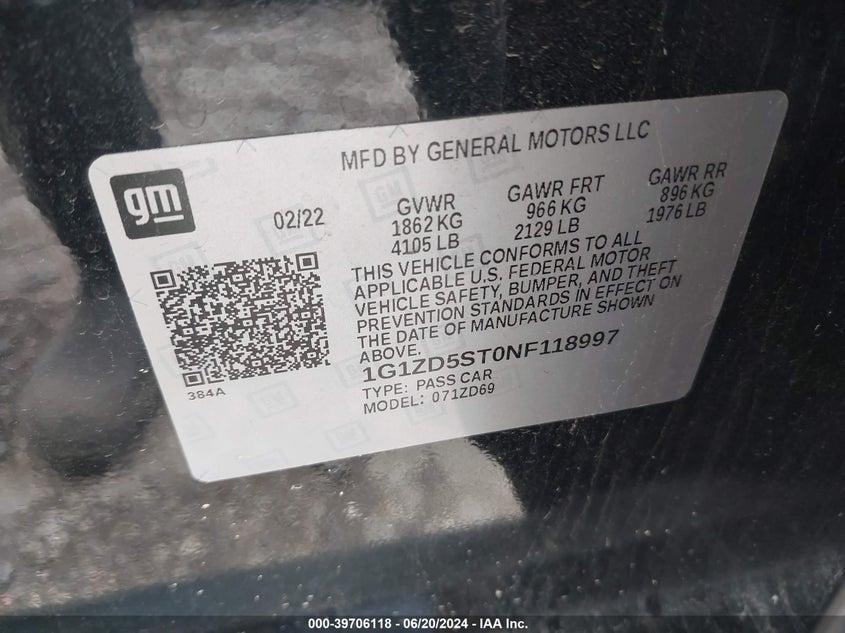 MFD BY GENERAL MOTORS LLC
gm
02/22
GVWR
1862 KG
4105 LB
GAWR FRT
966 KG
2129 LB
GAWR RR
896 KG
1976 LB
THIS VEHICLE CONFORMS TO ALL
APPLICABLE U.S. FEDERAL MOTOR
VEHICLE SAFETY, BUMPER, AND THEFT
PREVENTION STANDARDS IN EFFECT ON
THE DATE OF MANUFACTURE SHOWN
ABOVE.
1G1ZD5ST0NF118997
TYPE: PASS CAR
MODEL: 071ZD69
384A
000-39706118 - 06/20/2024 - IAAI.com